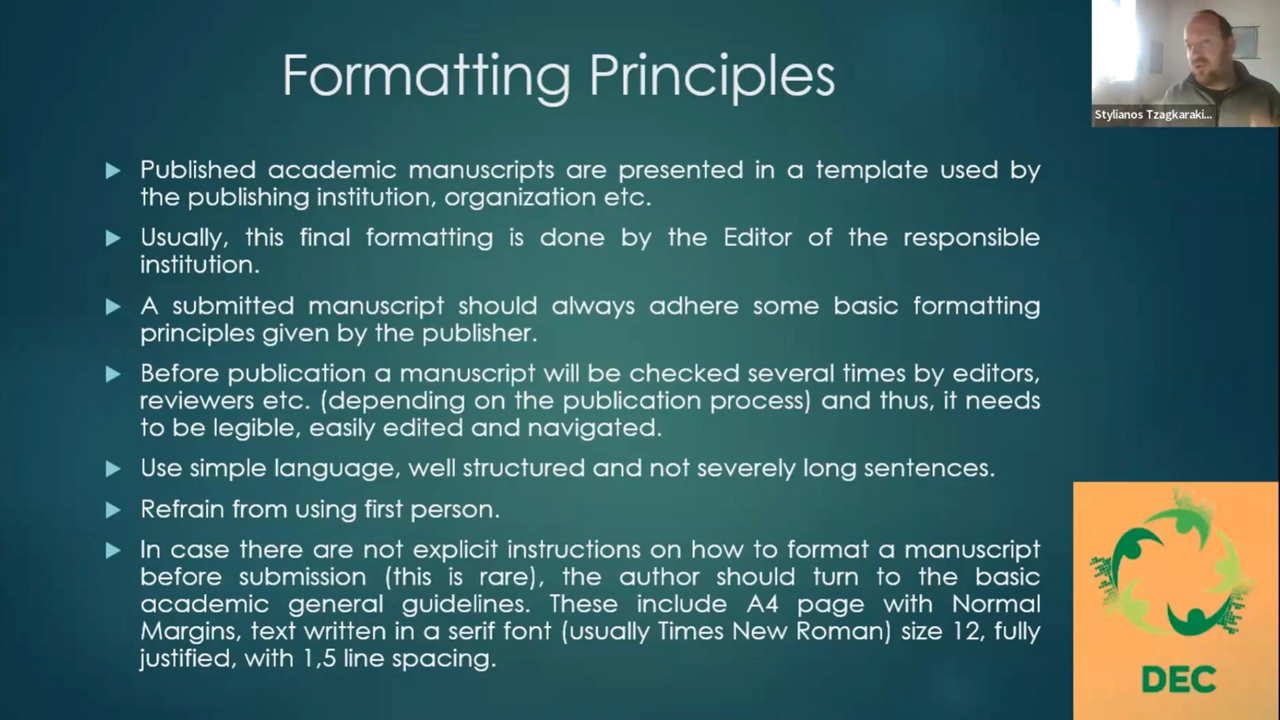 Formatting Principles
Stylianos Tzagkaraki...
Published academic manuscripts are presented in a template used by
the publishing institution, organization etc.
Usually, this final formatting is done by the Editor of the responsible
institution.
A submitted manuscript should always adhere some basic formatting
principles given by the publisher.
Before publication a manuscript will be checked several times by editors,
reviewers etc. (depending on the publication process) and thus, it needs
to be legible, easily edited and navigated.
Use simple language, well structured and not severely long sentences.
Refrain from using first person.
In case there are not explicit instructions on how to format a manuscript
before submission (this is rare), the author should turn to the basic
academic general guidelines. These include A4 page with Normal
Margins, text written in a serif font (usually Times New Roman) size 12, fully
justified, with 1,5 line spacing.
DEC